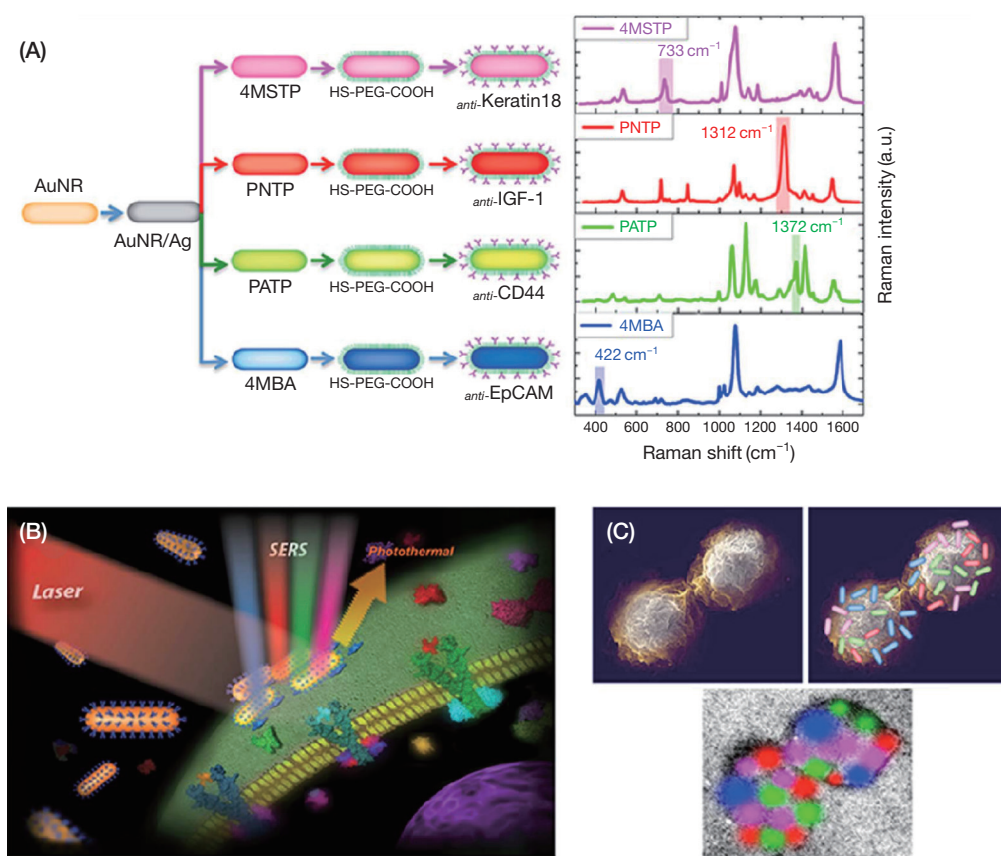 (A)
AuNR
AuNR/Ag
4MSTP
HS-PEG-COOH
anti-Keratin18
PNTP
HS-PEG-COOH
anti-IGF-1
PATP
HS-PEG-COOH
anti-CD44
4MBA
HS-PEG-COOH
anti-EpCAM
4MSTP
733 cm⁻¹
PNTP
1312 cm⁻¹
PATP
1372 cm⁻¹
4MBA
422 cm⁻¹
400 600 800 1000 1200 1400 1600
Raman shift (cm⁻¹)
Raman intensity (a.u.)
(B)
Laser
SERS
Photothermal
(C)